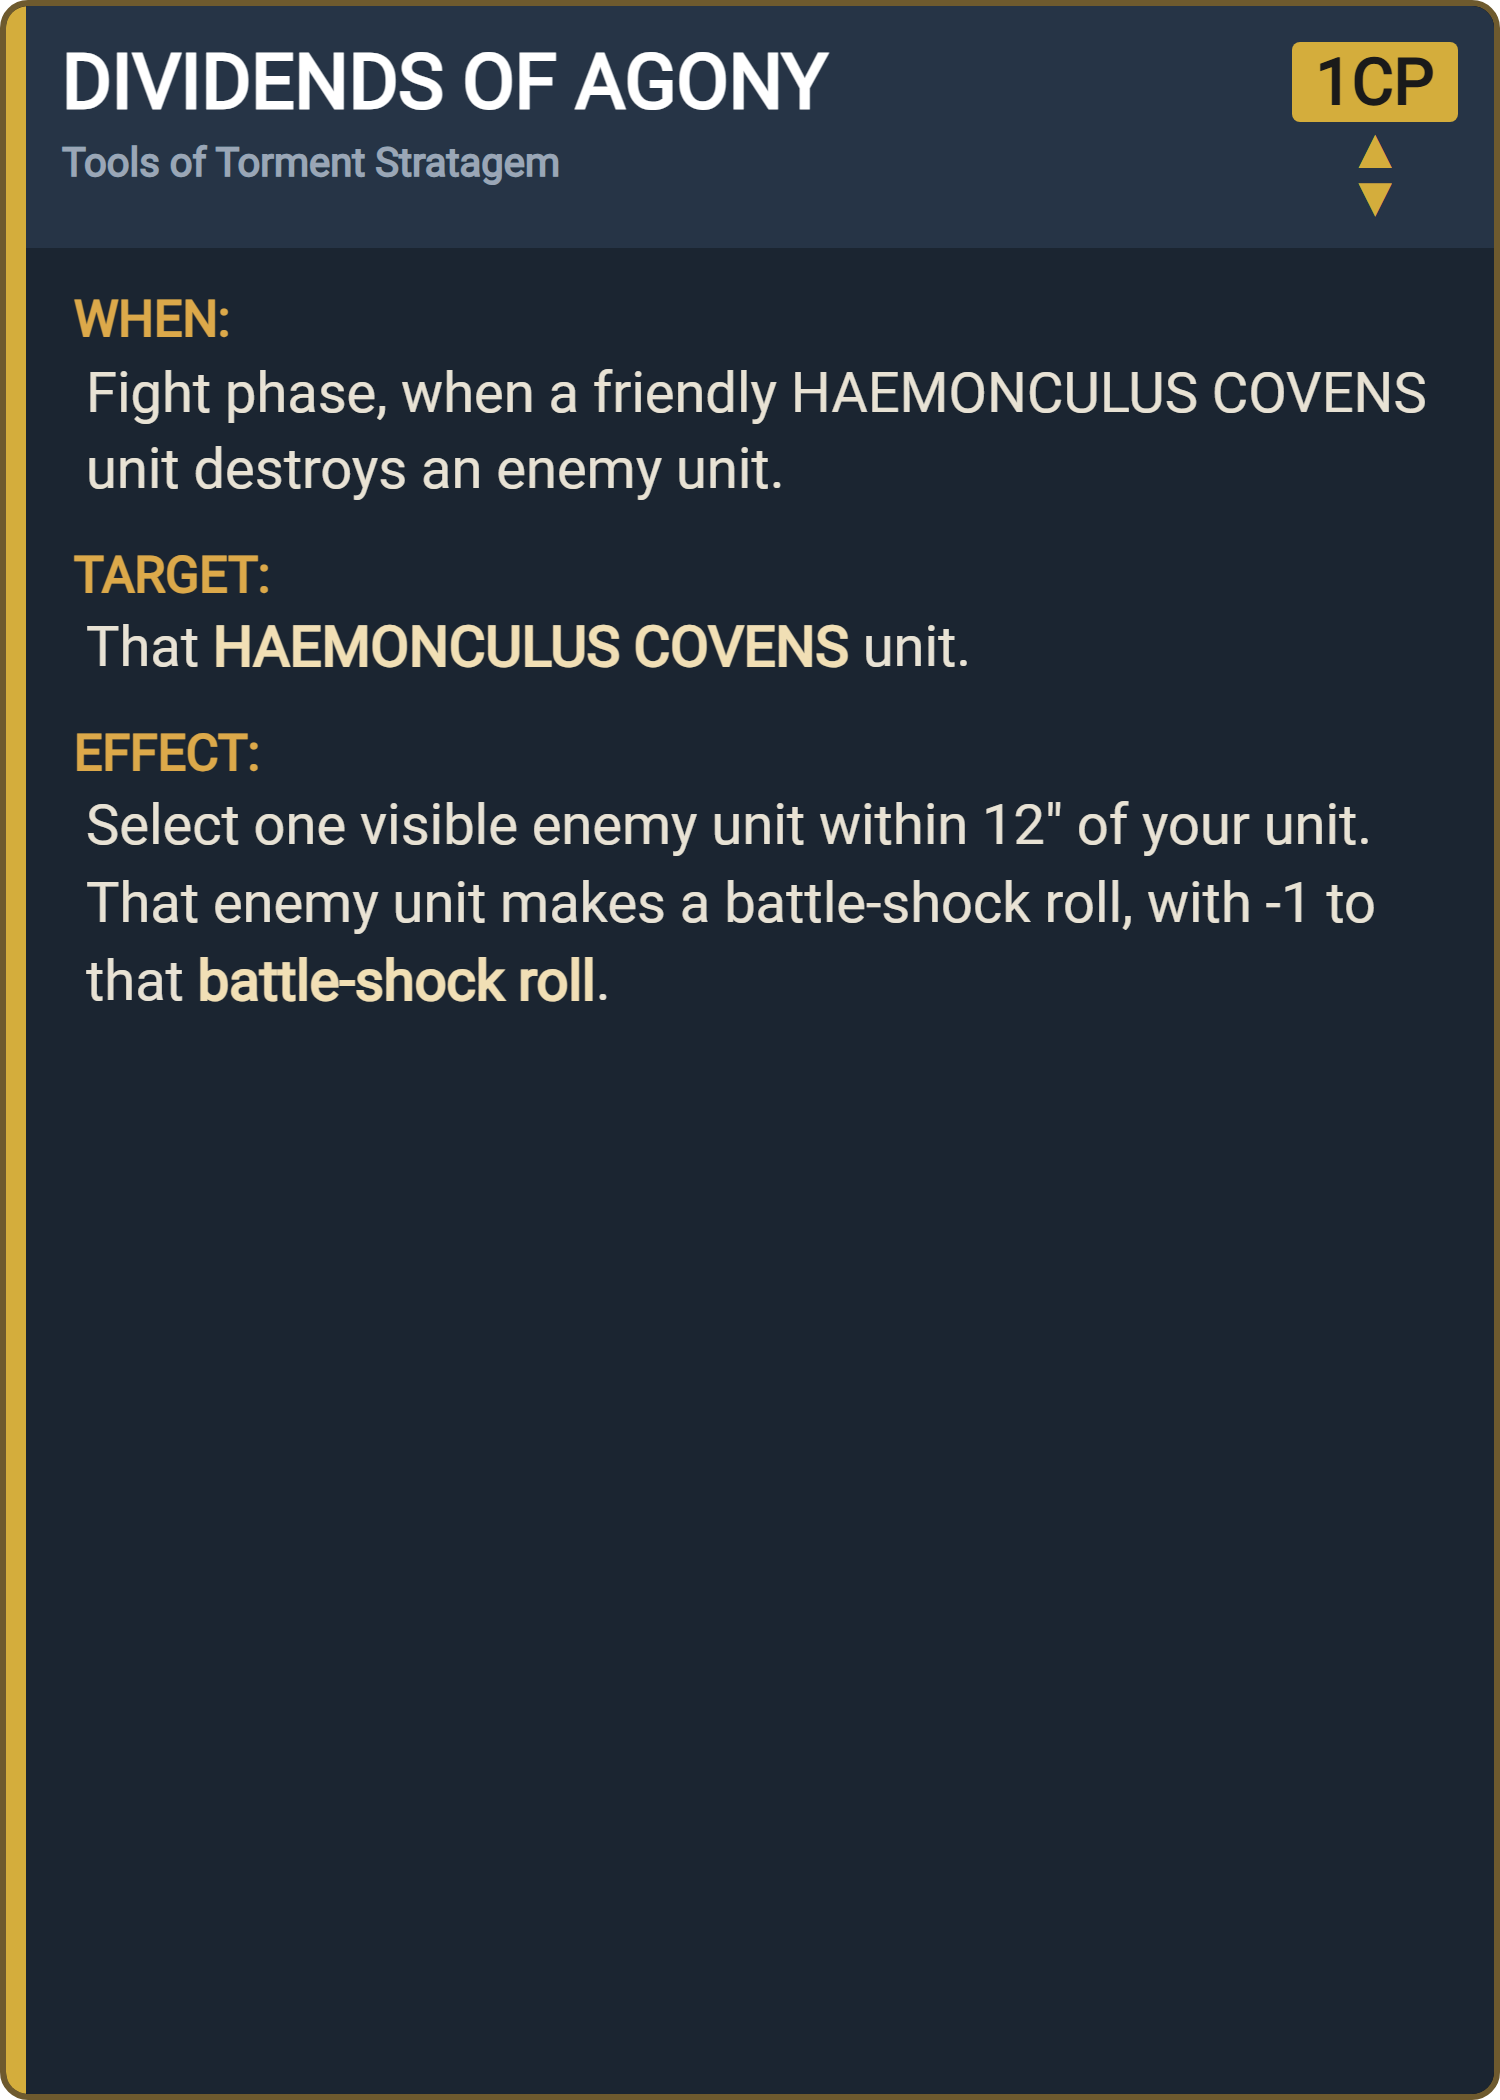 DIVIDENDS OF AGONY
1CP
Tools of Torment Stratagem
▲
▼
WHEN:
Fight phase, when a friendly HAEMONCULUS COVENS
unit destroys an enemy unit.
TARGET:
That HAEMONCULUS COVENS unit.
EFFECT:
Select one visible enemy unit within 12" of your unit.
That enemy unit makes a battle-shock roll, with -1 to
that battle-shock roll.